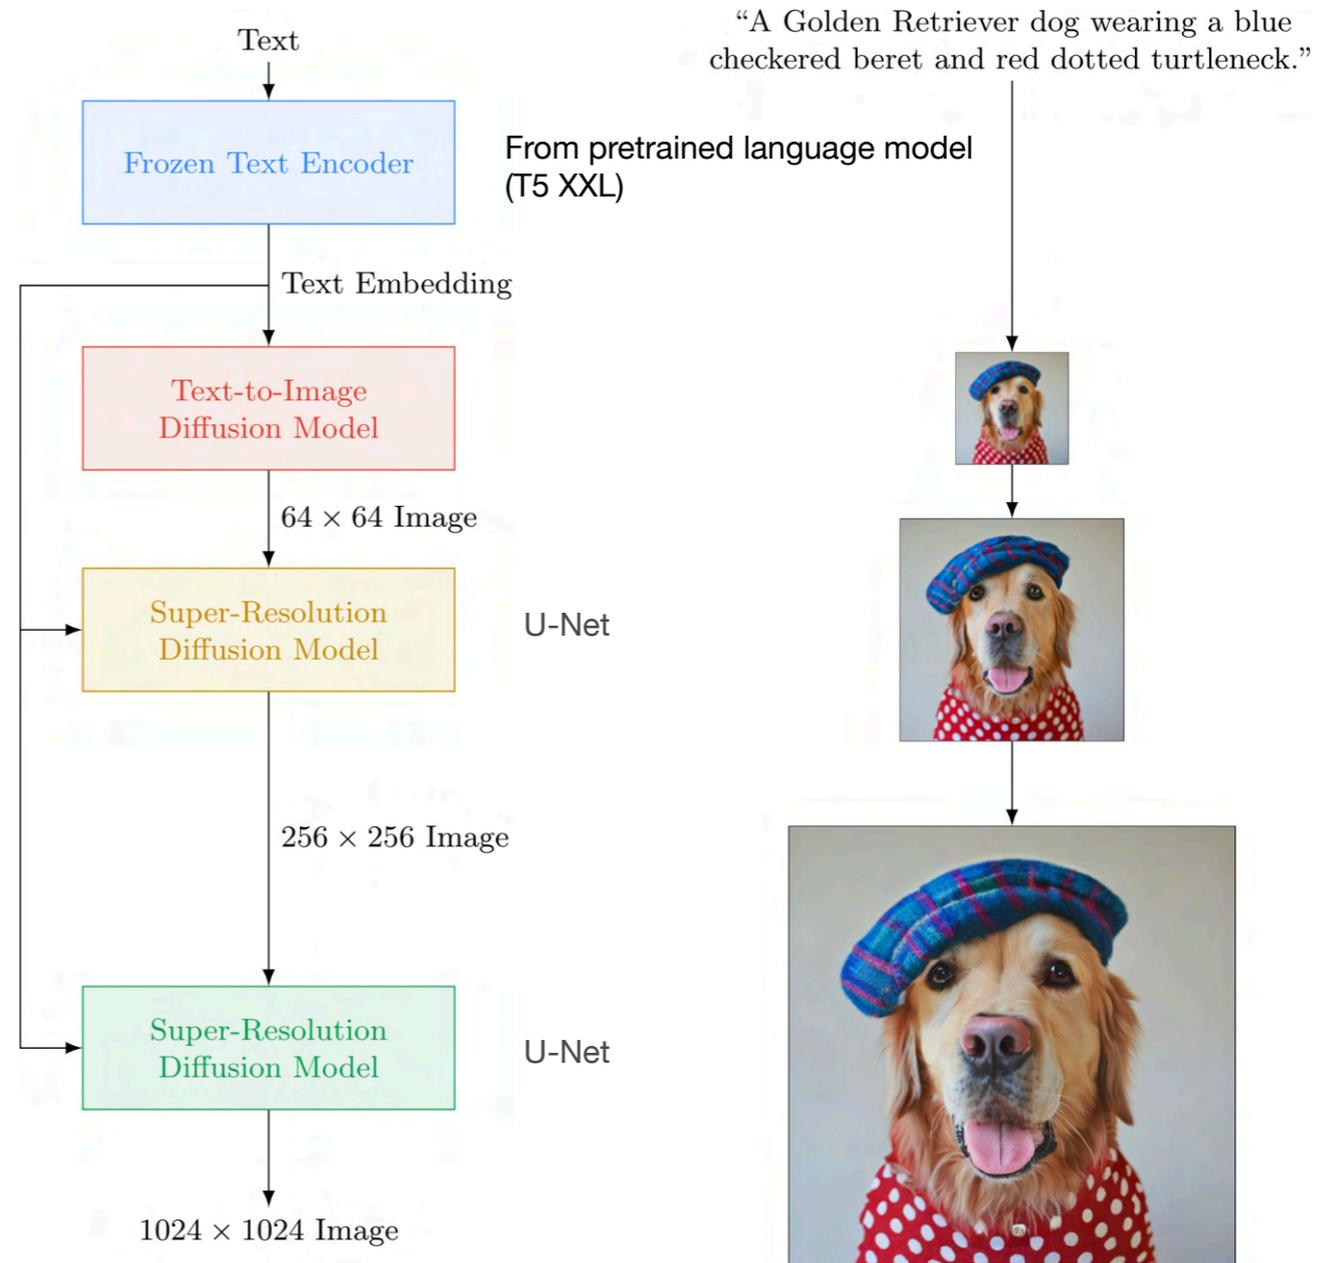 Text
“A Golden Retriever dog wearing a blue
checkered beret and red dotted turtleneck.”
Frozen Text Encoder
From pretrained language model
(T5 XXL)
Text Embedding
Text-to-Image
Diffusion Model
64 × 64 Image
Super-Resolution
Diffusion Model
U-Net
256 × 256 Image
Super-Resolution
Diffusion Model
U-Net
1024 × 1024 Image